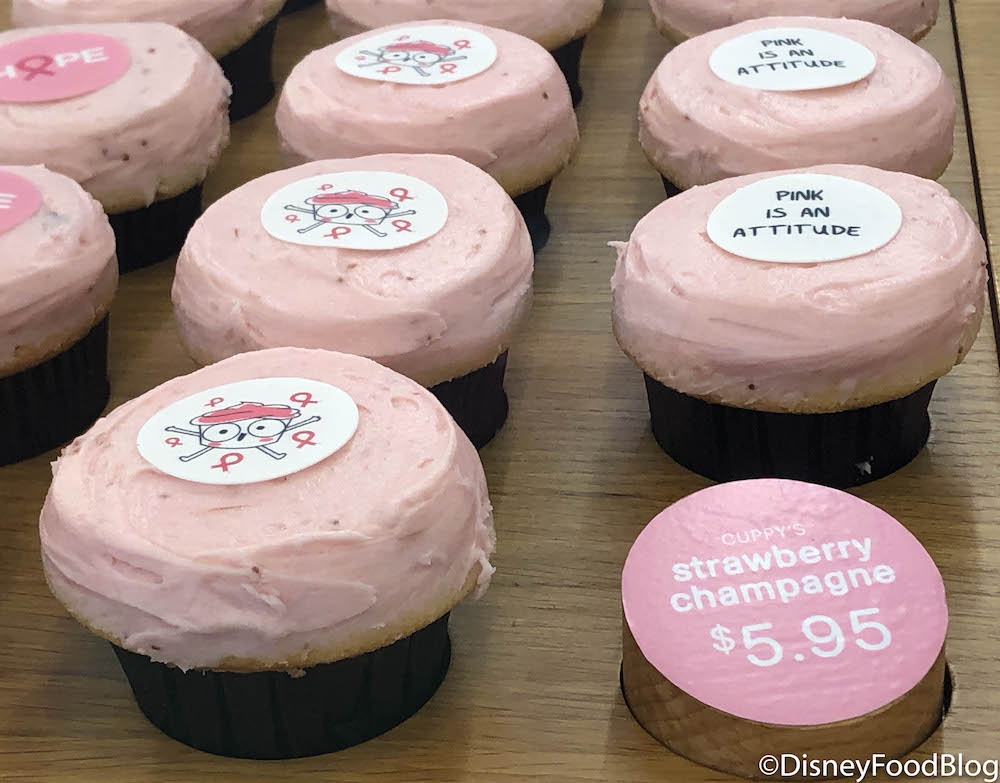 HOPE
PINK
IS AN
ATTITUDE
PINK
IS AN
ATTITUDE
CUPPY'S
strawberry
champagne
$5.95
©DisneyFoodBlog